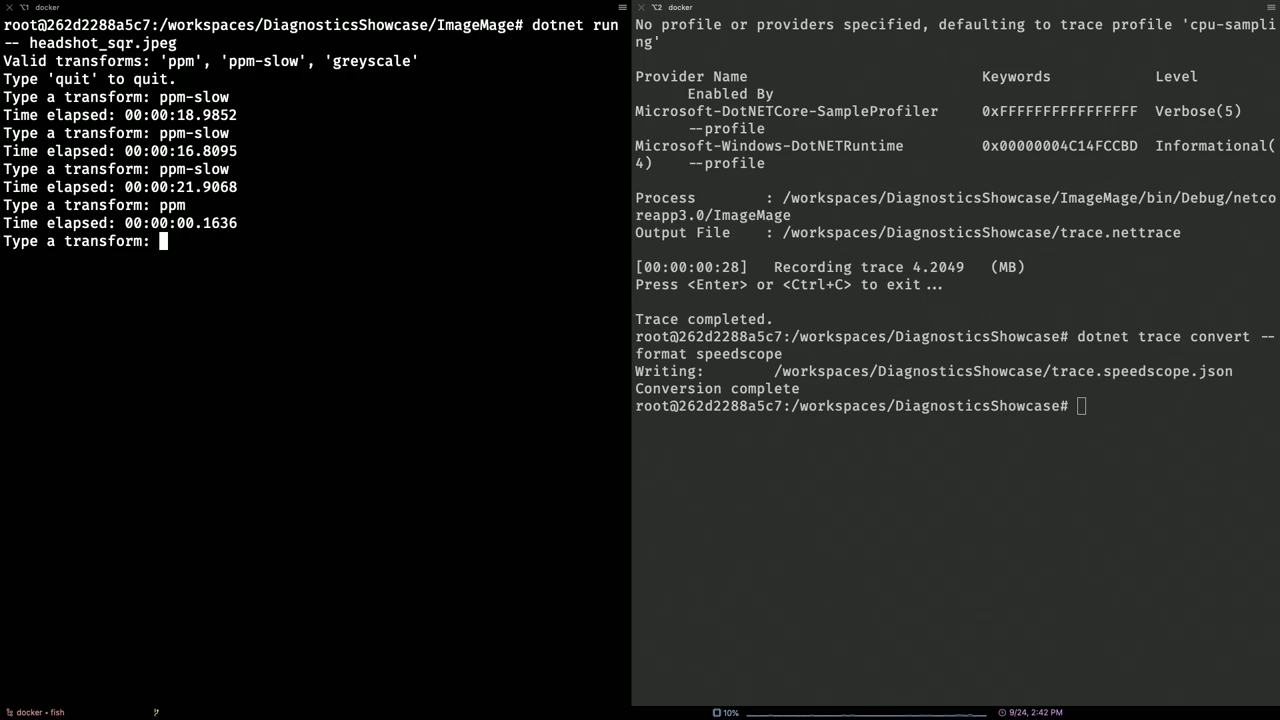 ⌥1 docker
root@262d2288a5c7:/workspaces/DiagnosticsShowcase/ImageMage# dotnet run
-- headshot_sqr.jpeg
Valid transforms: 'ppm', 'ppm-slow', 'greyscale'
Type 'quit' to quit.
Type a transform: ppm-slow
Time elapsed: 00:00:18.9852
Type a transform: ppm-slow
Time elapsed: 00:00:16.8095
Type a transform: ppm-slow
Time elapsed: 00:00:21.9068
Type a transform: ppm
Time elapsed: 00:00:00.1636
Type a transform:
⌥2 docker
No profile or providers specified, defaulting to trace profile 'cpu-sampli
ng'
Provider Name Keywords Level
Enabled By
Microsoft-DotNETCore-SampleProfiler 0xFFFFFFFFFFFFFFFF Verbose(5)
--profile
Microsoft-Windows-DotNETRuntime 0x00000004C14FCCBD Informational(
4) --profile
Process : /workspaces/DiagnosticsShowcase/ImageMage/bin/Debug/netco
reapp3.0/ImageMage
Output File : /workspaces/DiagnosticsShowcase/trace.nettrace
[00:00:00:28] Recording trace 4.2049 (MB)
Press <Enter> or <Ctrl+C> to exit...
Trace completed.
root@262d2288a5c7:/workspaces/DiagnosticsShowcase# dotnet trace convert --
format speedscope
Writing: /workspaces/DiagnosticsShowcase/trace.speedscope.json
Conversion complete
root@262d2288a5c7:/workspaces/DiagnosticsShowcase#
docker • fish
10%
9/24, 2:42 PM